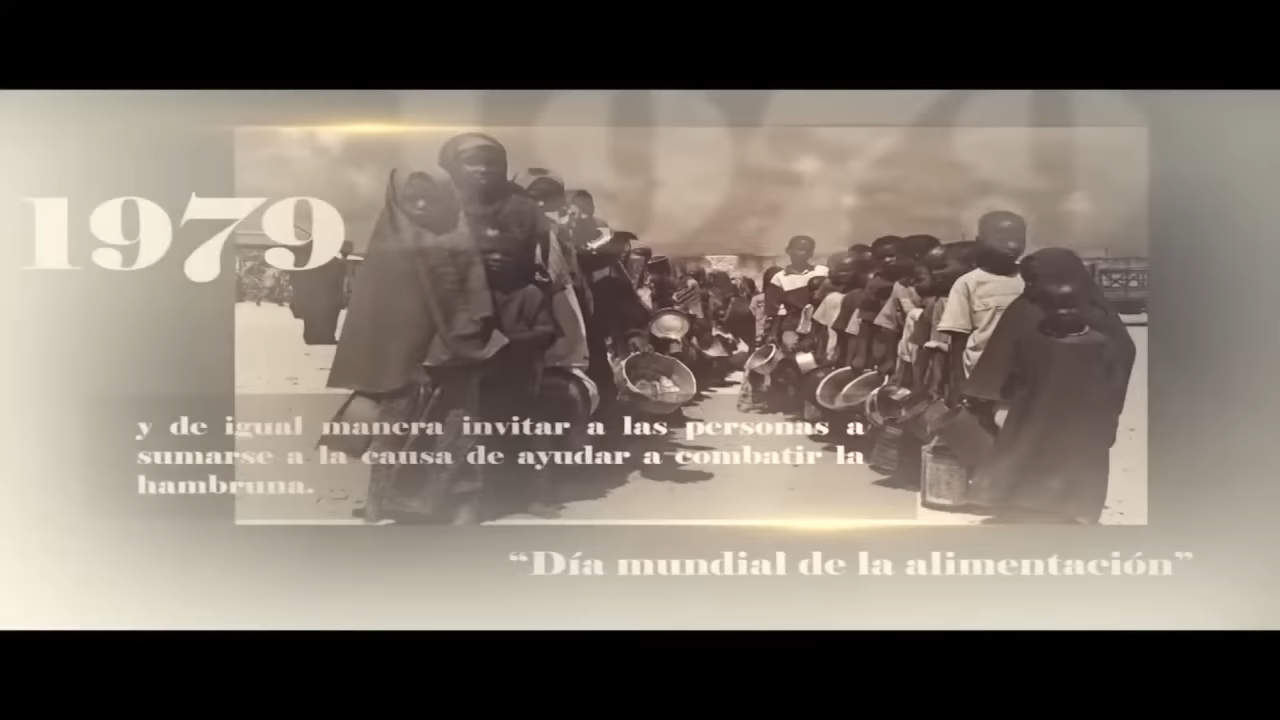 1979
y de igual manera invitar a las personas a
sumarse a la causa de ayudar a combatir la
hambruna.
“Día mundial de la alimentación”